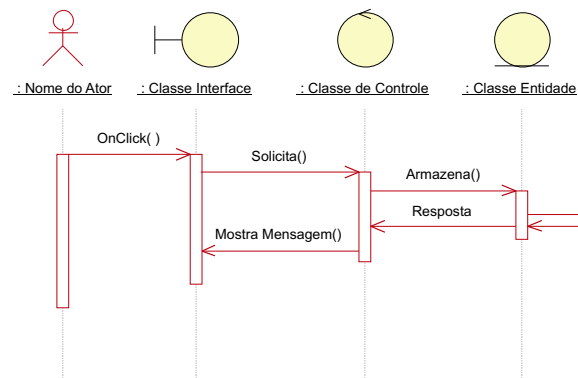 : Nome do Ator
: Classe Interface
: Classe de Controle
: Classe Entidade
OnClick( )
Solicita()
Armazena()
Resposta
Mostra Mensagem()